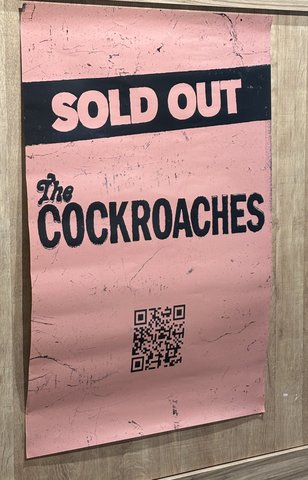 SOLD OUT
The
COCKROACHES